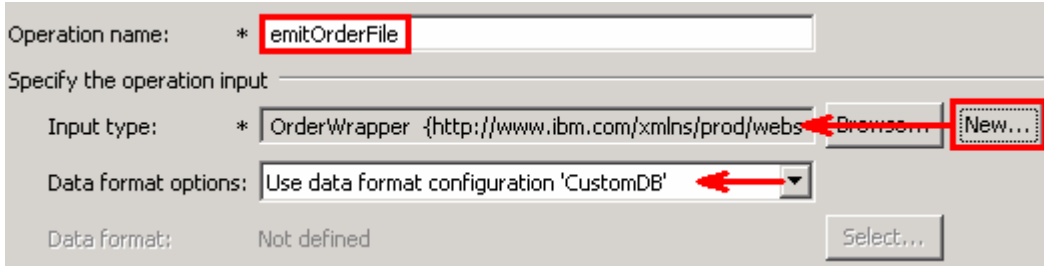 Operation name: * emitOrderFile
Specify the operation input
Input type: * OrderWrapper {http://www.ibm.com/xmlns/prod/webs Browse... New...
Data format options: Use data format configuration 'CustomDB'
Data format: Not defined Select...